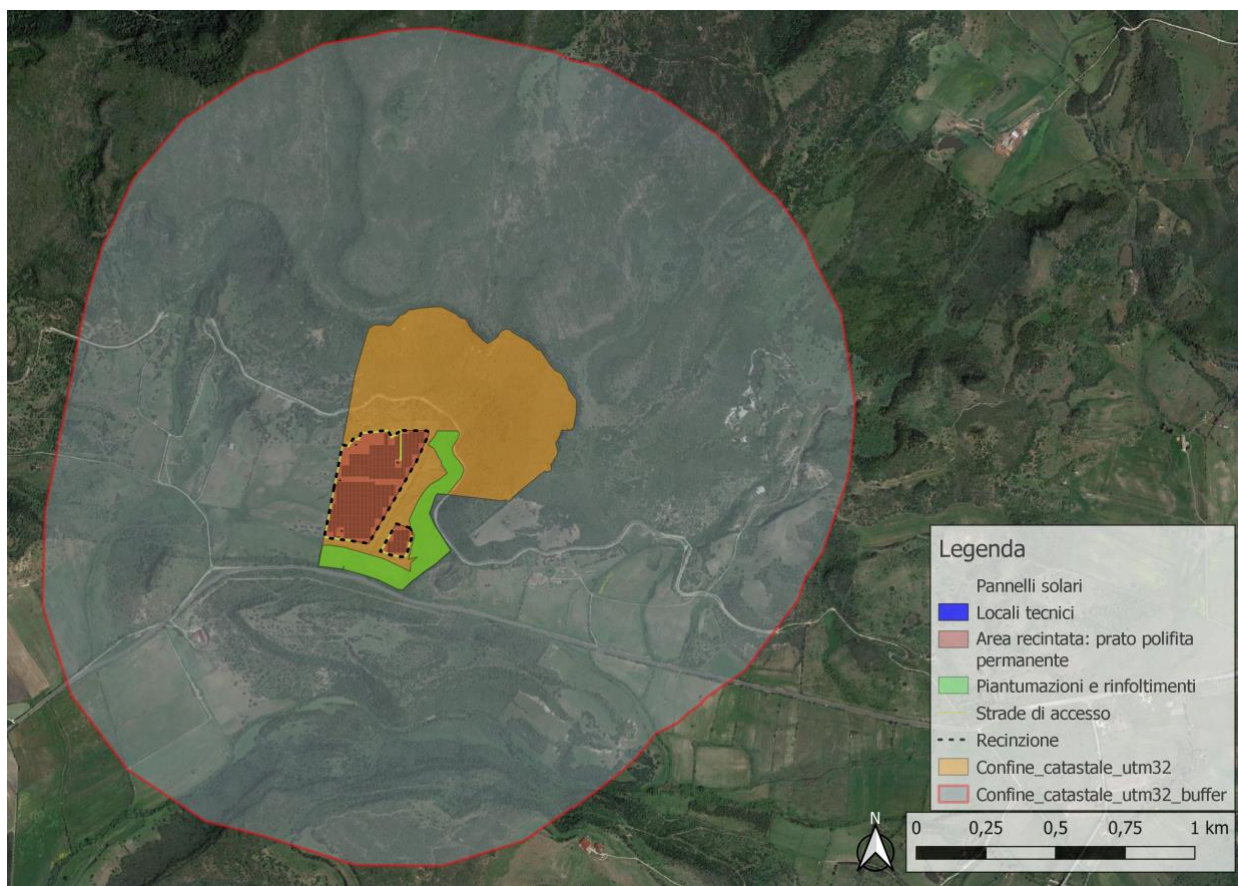 Legenda
Pannelli solari
Locali tecnici
Area recintata: prato polifita
permanente
Piantumazioni e rinfoltimenti
Strade di accesso
Recinzione
Confine_catastale_utm32
Confine_catastale_utm32_buffer
N
0 0,25 0,5 0,75 1 km